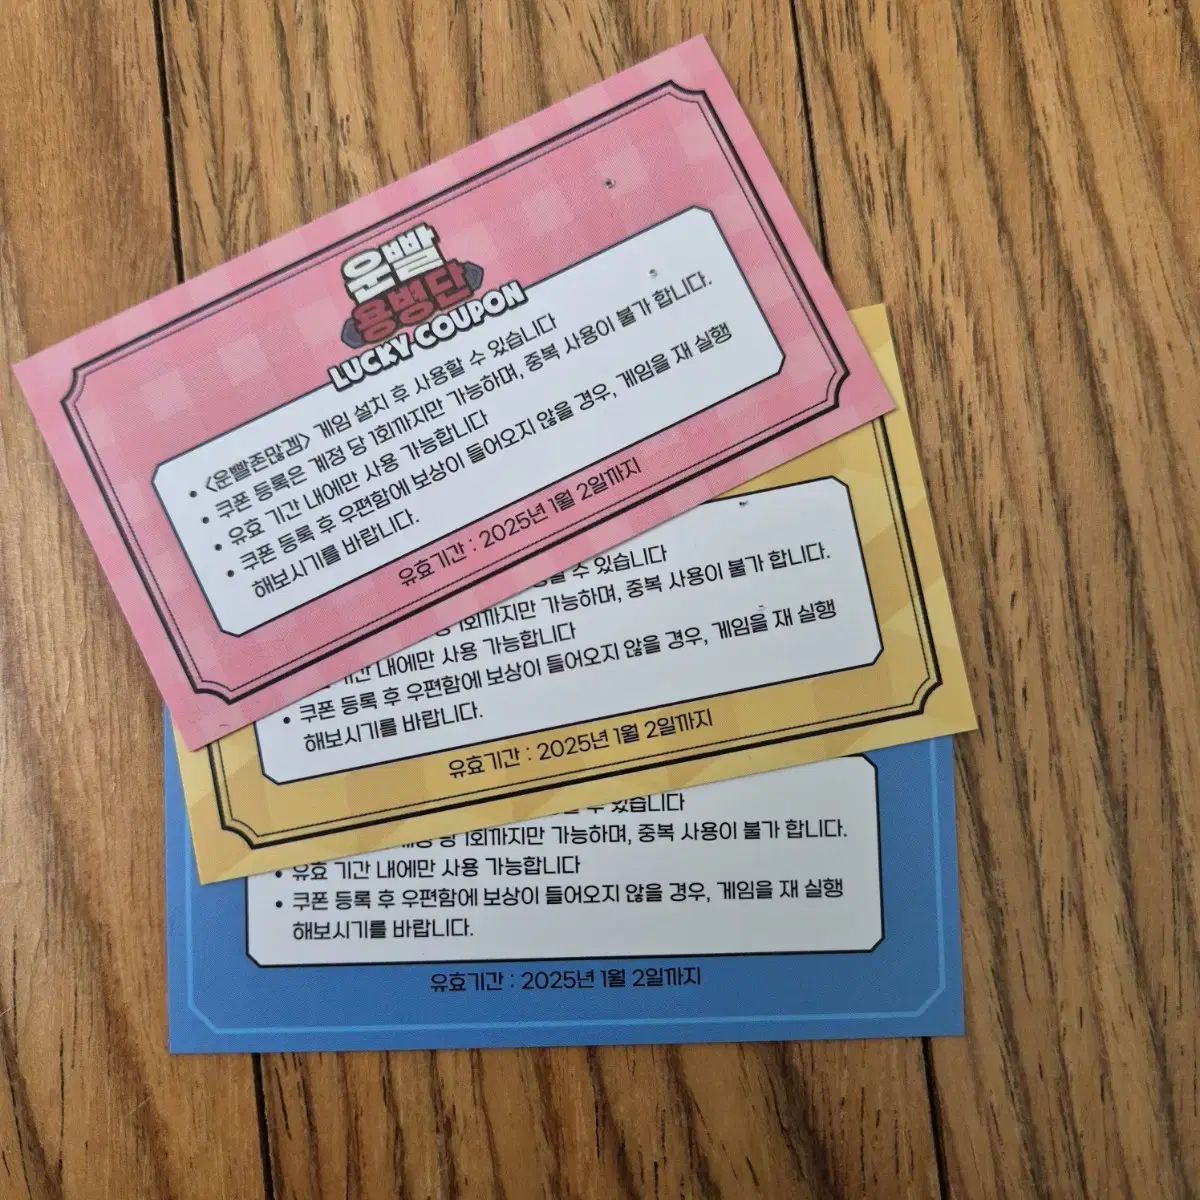 운빨
용병단
LUCKY COUPON
• <운빨존많겜> 게임 설치 후 사용할 수 있습니다
• 쿠폰 등록은 계정 당 1회까지만 가능하며, 중복 사용이 불가 합니다.
• 유효 기간 내에만 사용 가능합니다
• 쿠폰 등록 후 우편함에 보상이 들어오지 않을 경우, 게임을 재 실행
해보시기를 바랍니다.
유효기간 : 2025년 1월 2일까지
수 있습니다
1회까지만 가능하며, 중복 사용이 불가 합니다.
기간 내에만 사용 가능합니다
• 쿠폰 등록 후 우편함에 보상이 들어오지 않을 경우, 게임을 재 실행
해보시기를 바랍니다.
유효기간 : 2025년 1월 2일까지
수 있습니다
당 1회까지만 가능하며, 중복 사용이 불가 합니다.
• 유효 기간 내에만 사용 가능합니다
• 쿠폰 등록 후 우편함에 보상이 들어오지 않을 경우, 게임을 재 실행
해보시기를 바랍니다.
유효기간 : 2025년 1월 2일까지